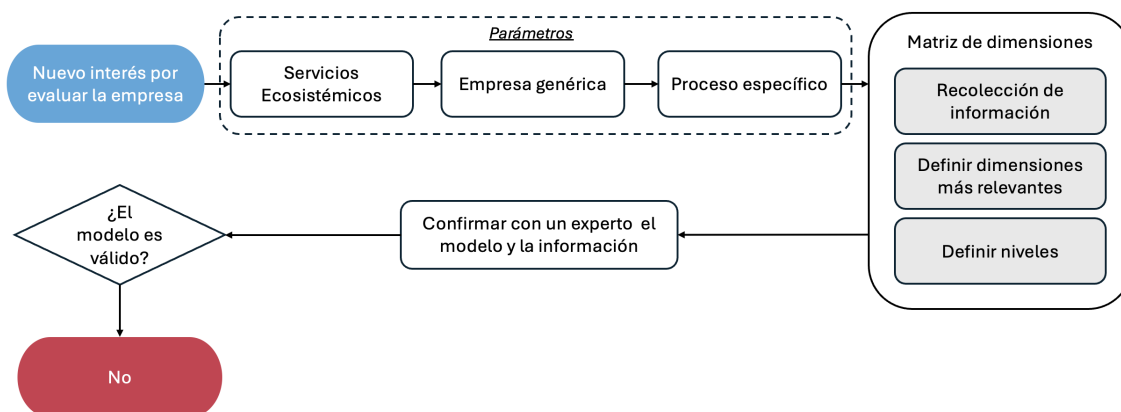 Parámetros
Nuevo interés por
evaluar la empresa
Servicios
Ecosistémicos
Empresa genérica
Proceso específico
Matriz de dimensiones
Recolección de
información
Definir dimensiones
más relevantes
Definir niveles
Confirmar con un experto el
modelo y la información
¿El
modelo es
válido?
No